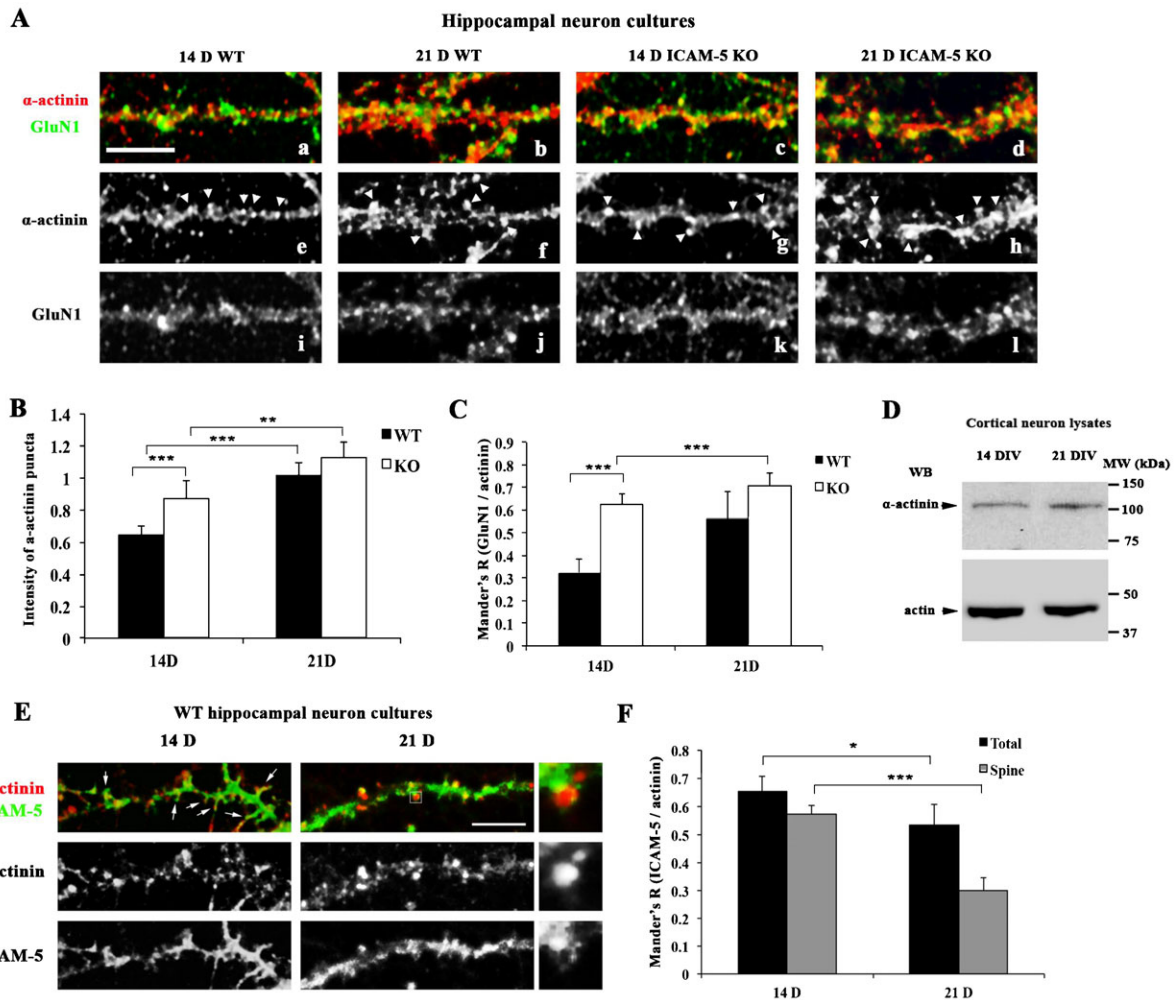 A
Hippocampal neuron cultures
14 D WT
21 D WT
14 D ICAM-5 KO
21 D ICAM-5 KO
α-actinin
GluN1
a
b
c
d
α-actinin
e
f
g
h
GluN1
i
j
k
l
B
Intensity of a-actinin puncta
1.4
1.2
1
0.8
0.6
0.4
0.2
0
***
***
**
WT
KO
14D
21D
C
Mander's R (GluN1 / actinin)
0.9
0.8
0.7
0.6
0.5
0.4
0.3
0.2
0.1
0
***
***
WT
KO
14D
21D
D
Cortical neuron lysates
WB
14 DIV
21 DIV
MW (kDa)
α-actinin
150
100
75
actin
50
37
E
WT hippocampal neuron cultures
14 D
21 D
ctinin
AM-5
ctinin
AM-5
F
Mander's R (ICAM-5 / actinin)
0.8
0.7
0.6
0.5
0.4
0.3
0.2
0.1
0
*
***
Total
Spine
14 D
21 D